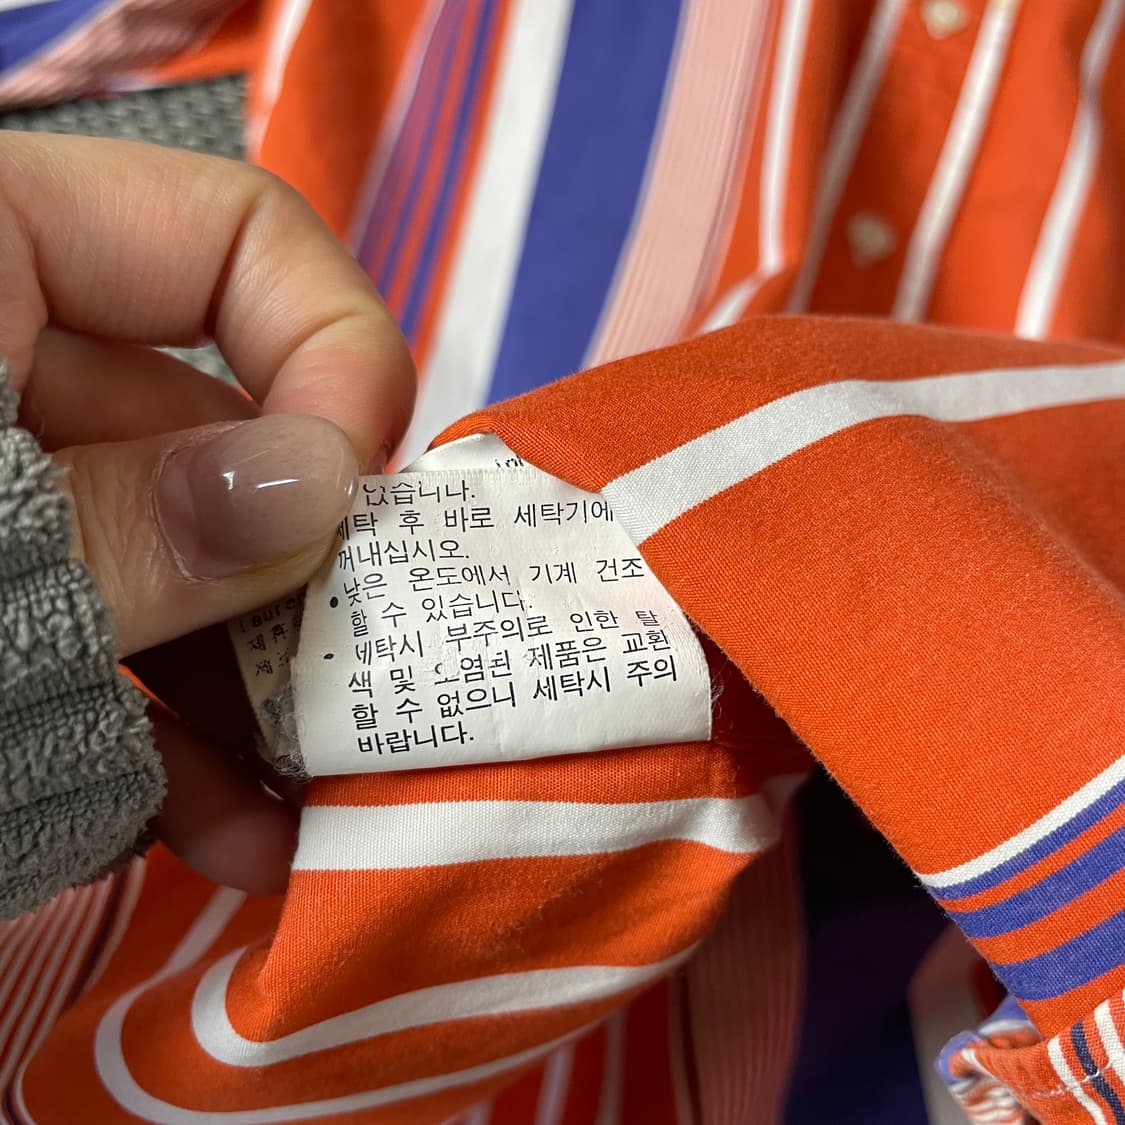 없습니다.
세탁 후 바로 세탁기에
꺼내십시오.
• 낮은 온도에서 기계 건조
할 수 있습니다.
• 세탁시 부주의로 인한 탈
색 및 오염된 제품은 교환
할 수 없으니 세탁시 주의
바랍니다.